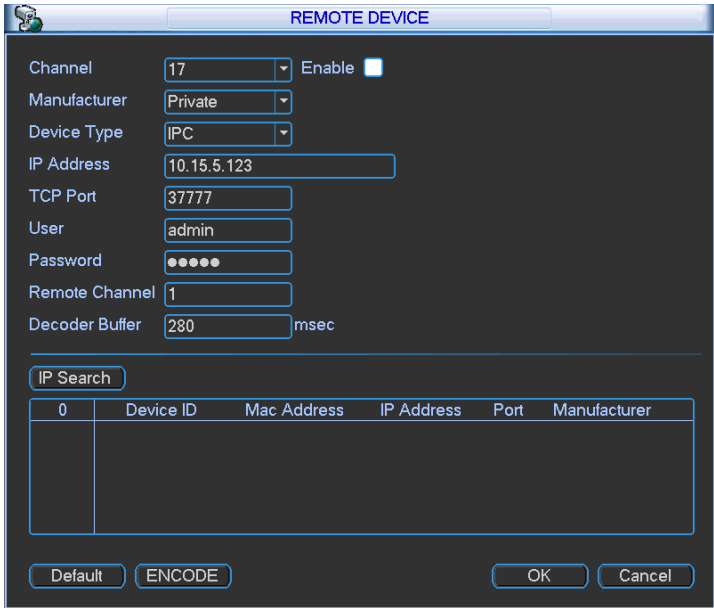 REMOTE DEVICE
Channel 17 Enable
Manufacturer Private
Device Type IPC
IP Address 10.15.5.123
TCP Port 37777
User admin
Password ●●●●●
Remote Channel 1
Decoder Buffer 280 msec
IP Search
0 Device ID Mac Address IP Address Port Manufacturer
Default ENCODE OK Cancel